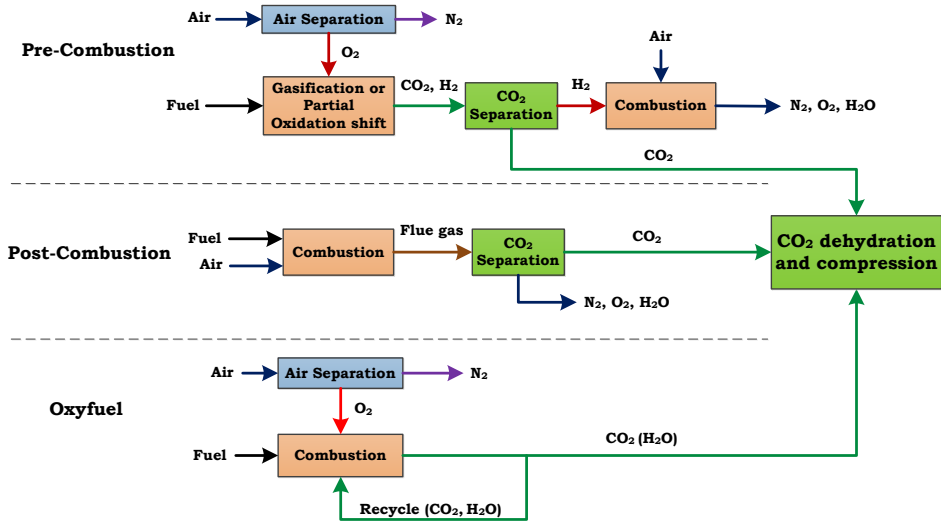 Air
Air Separation
N₂
Pre-Combustion
O₂
Air
Fuel
Gasification or
Partial
Oxidation shift
CO₂, H₂
CO₂
Separation
H₂
Combustion
N₂, O₂, H₂O
CO₂
Post-Combustion
Fuel
Air
Combustion
Flue gas
CO₂
Separation
CO₂
N₂, O₂, H₂O
CO₂ dehydration
and compression
Oxyfuel
Air
Air Separation
N₂
O₂
Fuel
Combustion
CO₂ (H₂O)
Recycle (CO₂, H₂O)